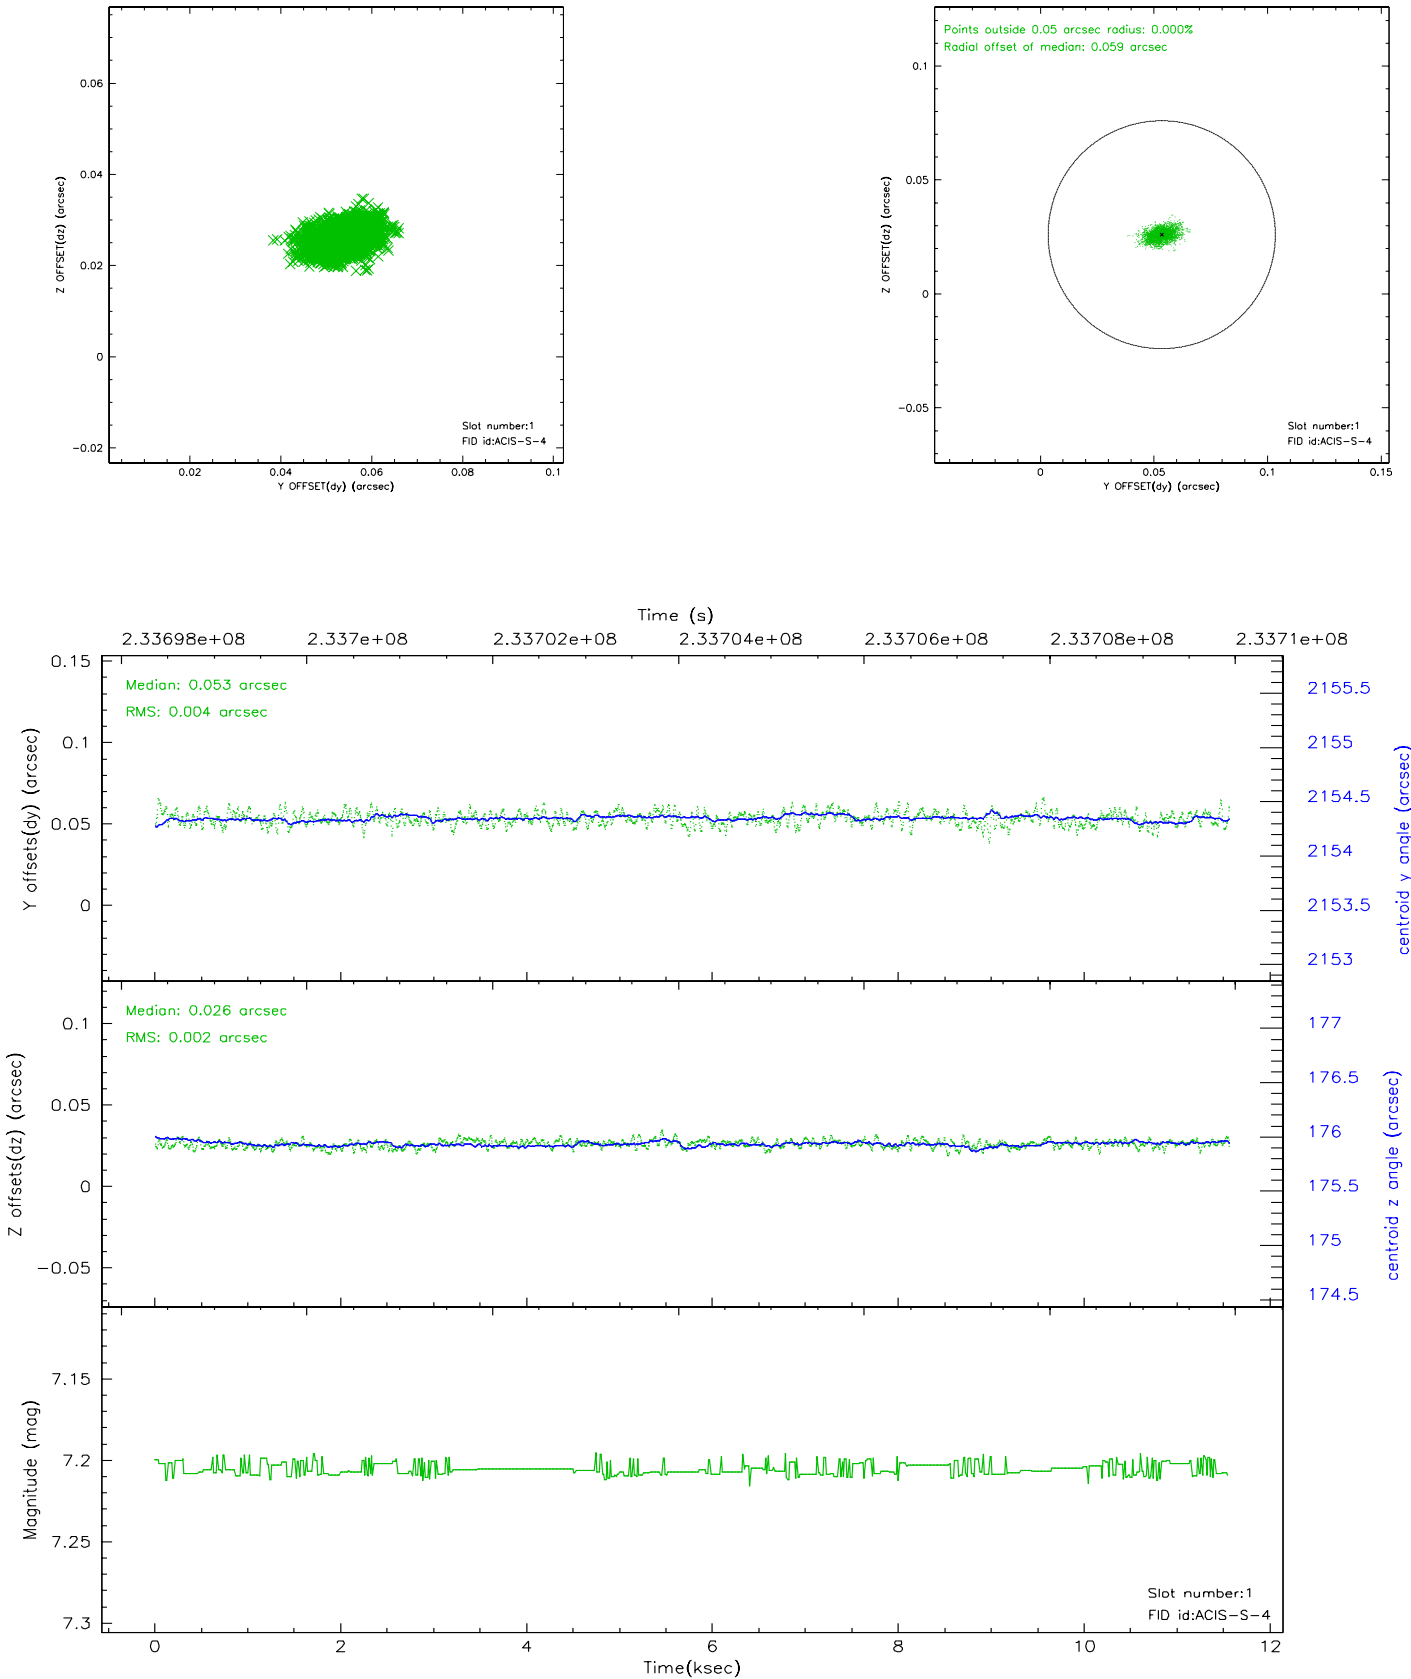 0.06
0.04
0.02
0
−0.02
Z OFFSET(dz) (arcsec)
0.02 0.04 0.06 0.08 0.1
Y OFFSET(dy) (arcsec)
Slot number:1
FID id:ACIS−S−4
Points outside 0.05 arcsec radius: 0.000%
Radial offset of median: 0.059 arcsec
0.1
0.05
0
−0.05
Z OFFSET(dz) (arcsec)
0 0.05 0.1 0.15
Y OFFSET(dy) (arcsec)
Slot number:1
FID id:ACIS−S−4
Time (s)
2.33698e+08 2.337e+08 2.33702e+08 2.33704e+08 2.33706e+08 2.33708e+08 2.3371e+08
Median: 0.053 arcsec
RMS: 0.004 arcsec
0.15
0.1
0.05
0
Y offsets(dy) (arcsec)
2155.5
2155
2154.5
2154
2153.5
2153
centroid y angle (arcsec)
Median: 0.026 arcsec
RMS: 0.002 arcsec
0.1
0.05
0
−0.05
Z offsets(dz) (arcsec)
177
176.5
176
175.5
175
174.5
centroid z angle (arcsec)
7.15
7.2
7.25
7.3
Magnitude (mag)
Slot number:1
FID id:ACIS−S−4
0 2 4 6 8 10 12
Time(ksec)